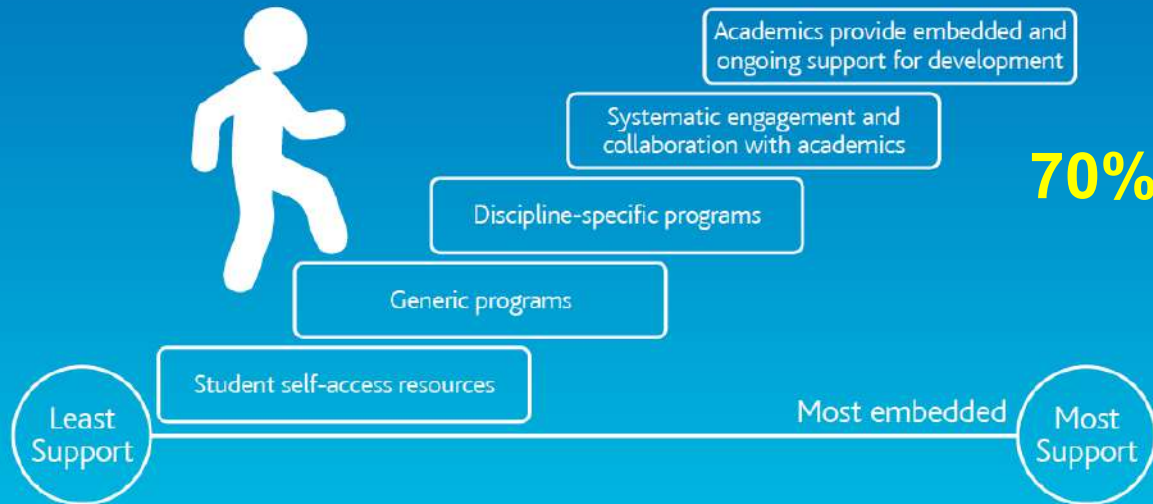 Academics provide embedded and
ongoing support for development
Systematic engagement and
collaboration with academics
70%
Discipline-specific programs
Generic programs
Student self-access resources
Least
Support
Most embedded
Most
Support